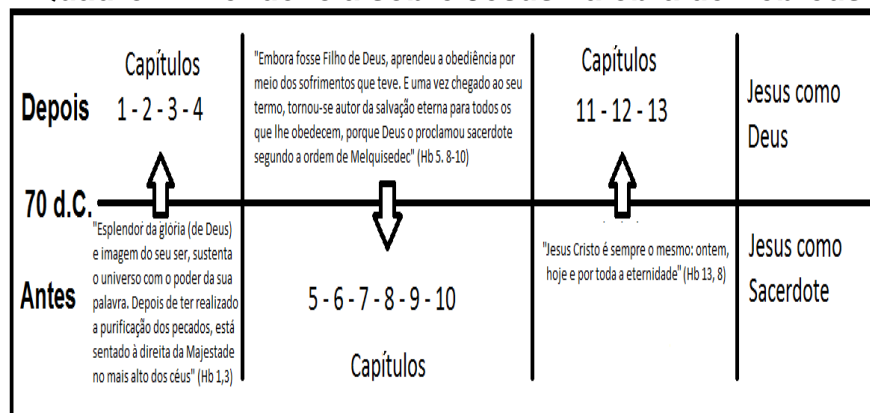 Capítulos
Depois
1 - 2 - 3 - 4
"Embora fosse Filho de Deus, aprendeu a obediência por
meio dos sofrimentos que teve. E uma vez chegado ao seu
termo, tornou-se autor da salvação eterna para todos os
que lhe obedecem, porque Deus o proclamou sacerdote
segundo a ordem de Melquisedec" (Hb 5. 8-10)
Capítulos
11 - 12 - 13
Jesus como
Deus
70 d.C.
Antes
"Esplendor da glória (de Deus)
e imagem do seu ser, sustenta
o universo com o poder da sua
palavra. Depois de ter realizado
a purificação dos pecados, está
sentado à direita da Majestade
no mais alto dos céus" (Hb 1,3)
5 - 6 - 7 - 8 - 9 - 10
Capítulos
"Jesus Cristo é sempre o mesmo: ontem,
hoje e por toda a eternidade" (Hb 13, 8)
Jesus como
Sacerdote